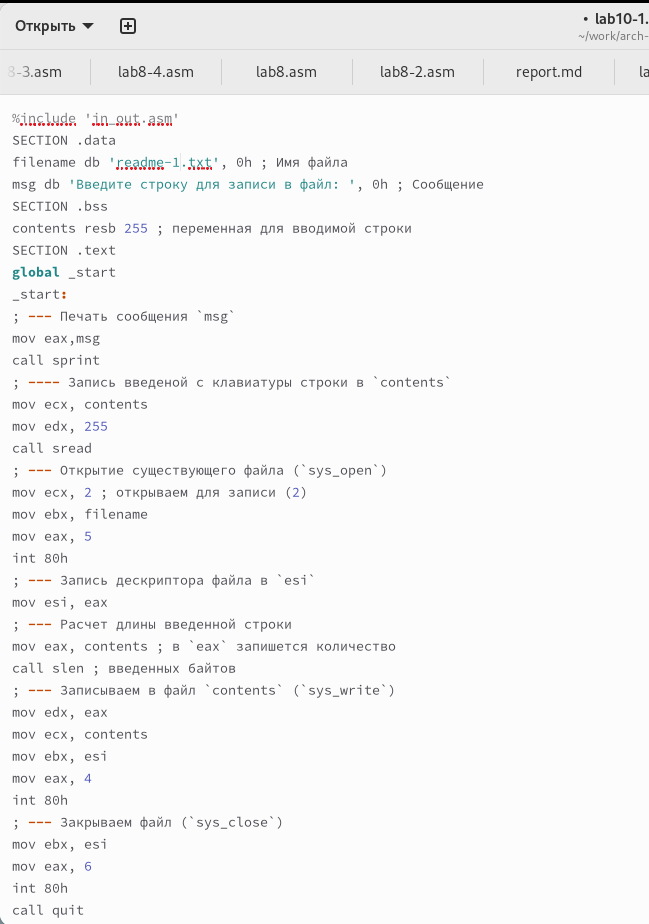 Открыть
• lab10-1.
~/work/arch-
8-3.asm lab8-4.asm lab8.asm lab8-2.asm report.md la
%include 'in_out.asm'
SECTION .data
filename db 'readme-1.txt', 0h ; Имя файла
msg db 'Введите строку для записи в файл: ', 0h ; Сообщение
SECTION .bss
contents resb 255 ; переменная для вводимой строки
SECTION .text
global _start
_start:
; --- Печать сообщения `msg`
mov eax,msg
call sprint
; ---- Запись введеной с клавиатуры строки в `contents`
mov ecx, contents
mov edx, 255
call sread
; --- Открытие существующего файла (`sys_open`)
mov ecx, 2 ; открываем для записи (2)
mov ebx, filename
mov eax, 5
int 80h
; --- Запись дескриптора файла в `esi`
mov esi, eax
; --- Расчет длины введенной строки
mov eax, contents ; в `eax` запишется количество
call slen ; введенных байтов
; --- Записываем в файл `contents` (`sys_write`)
mov edx, eax
mov ecx, contents
mov ebx, esi
mov eax, 4
int 80h
; --- Закрываем файл (`sys_close`)
mov ebx, esi
mov eax, 6
int 80h
call quit